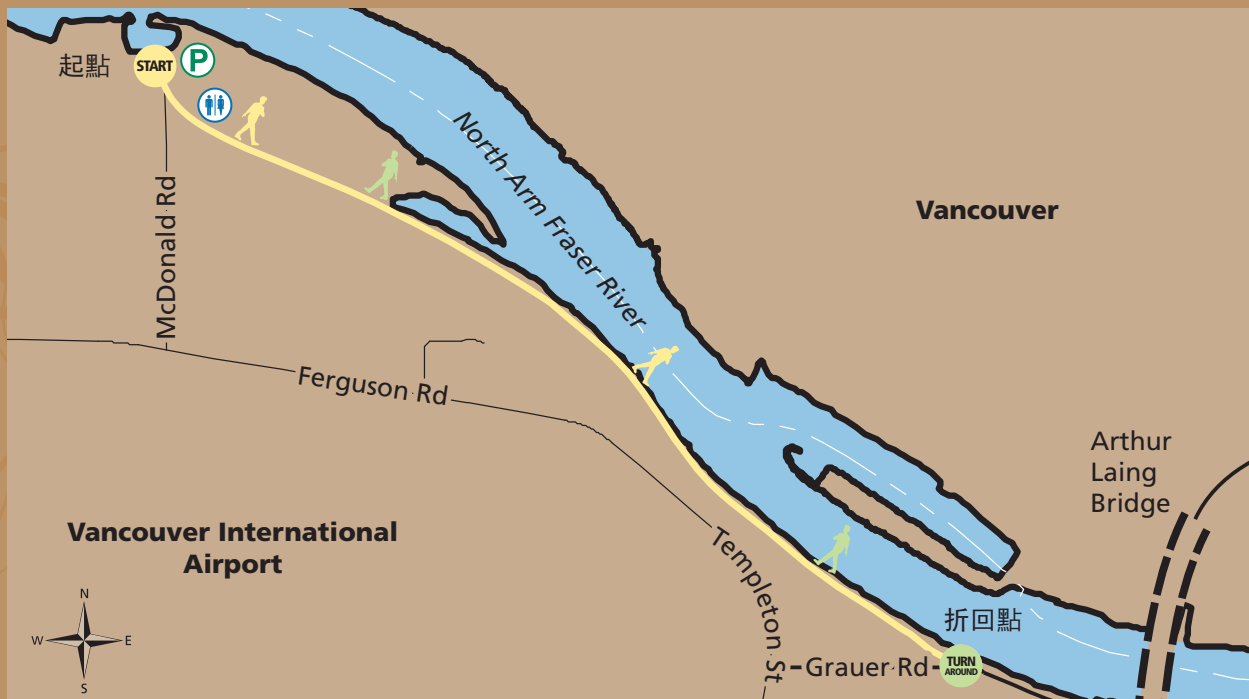 起點
START
P
North Arm Fraser River
Vancouver
McDonald Rd
Ferguson Rd
Arthur
Laing
Bridge
Vancouver International
Airport
Templeton St
折回點
Grauer Rd
TURN
AROUND
N
W
E
S